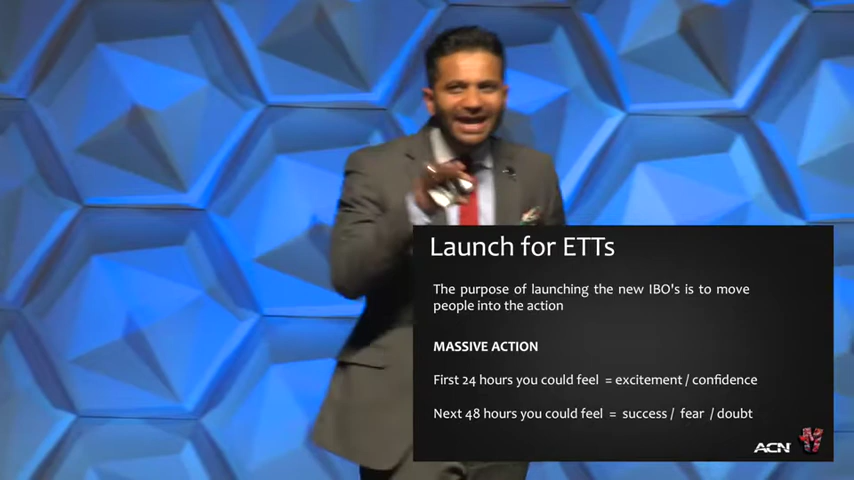 Launch for ETTs
The purpose of launching the new IBO's is to move
people into the action
MASSIVE ACTION
First 24 hours you could feel = excitement / confidence
Next 48 hours you could feel = success / fear / doubt
ACN